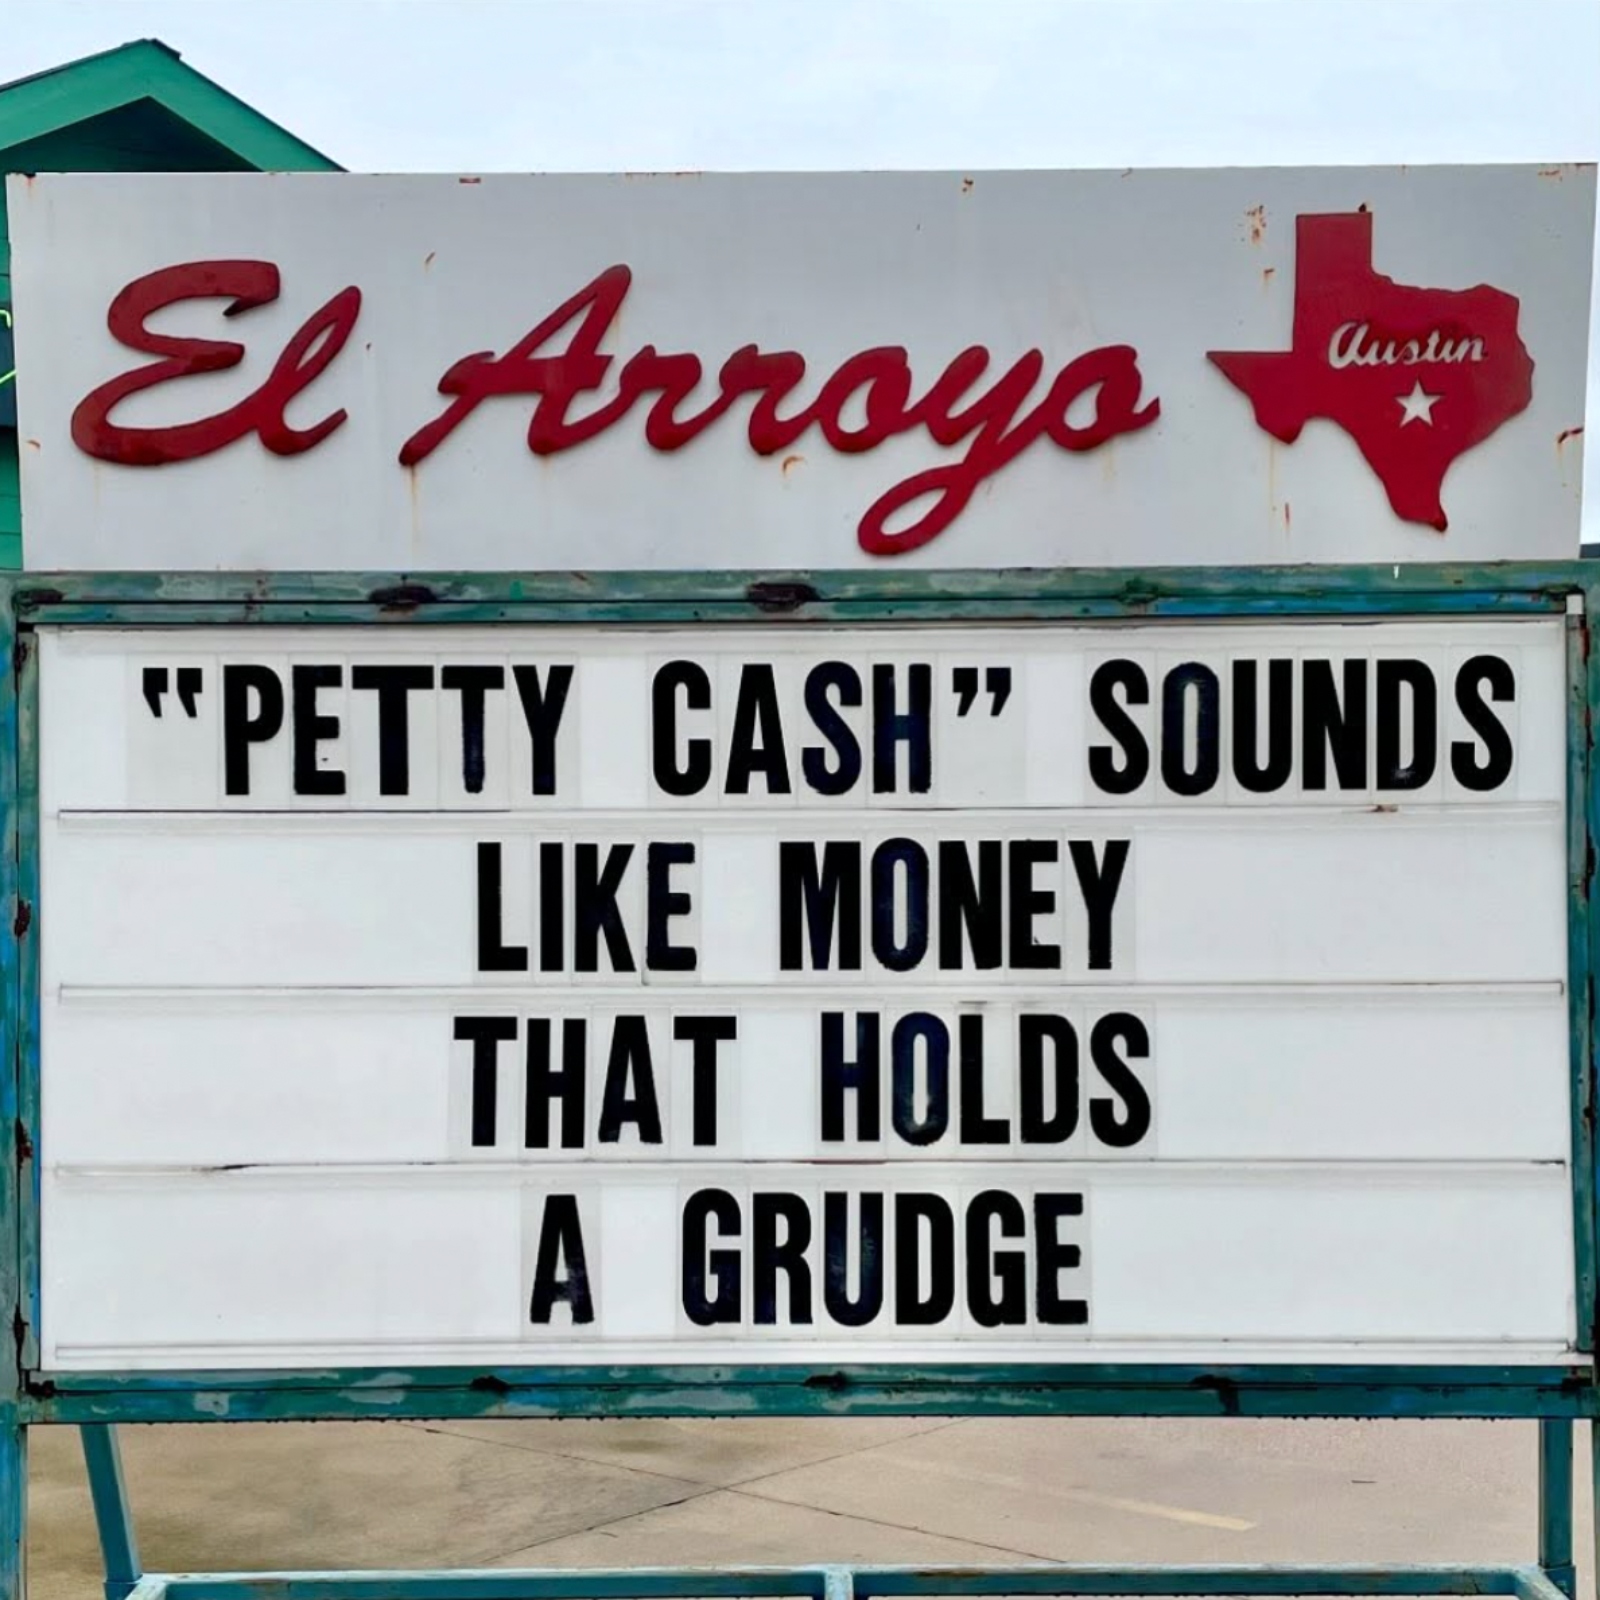 El Arroyo
Austin
"PETTY CASH" SOUNDS
LIKE MONEY
THAT HOLDS
A GRUDGE